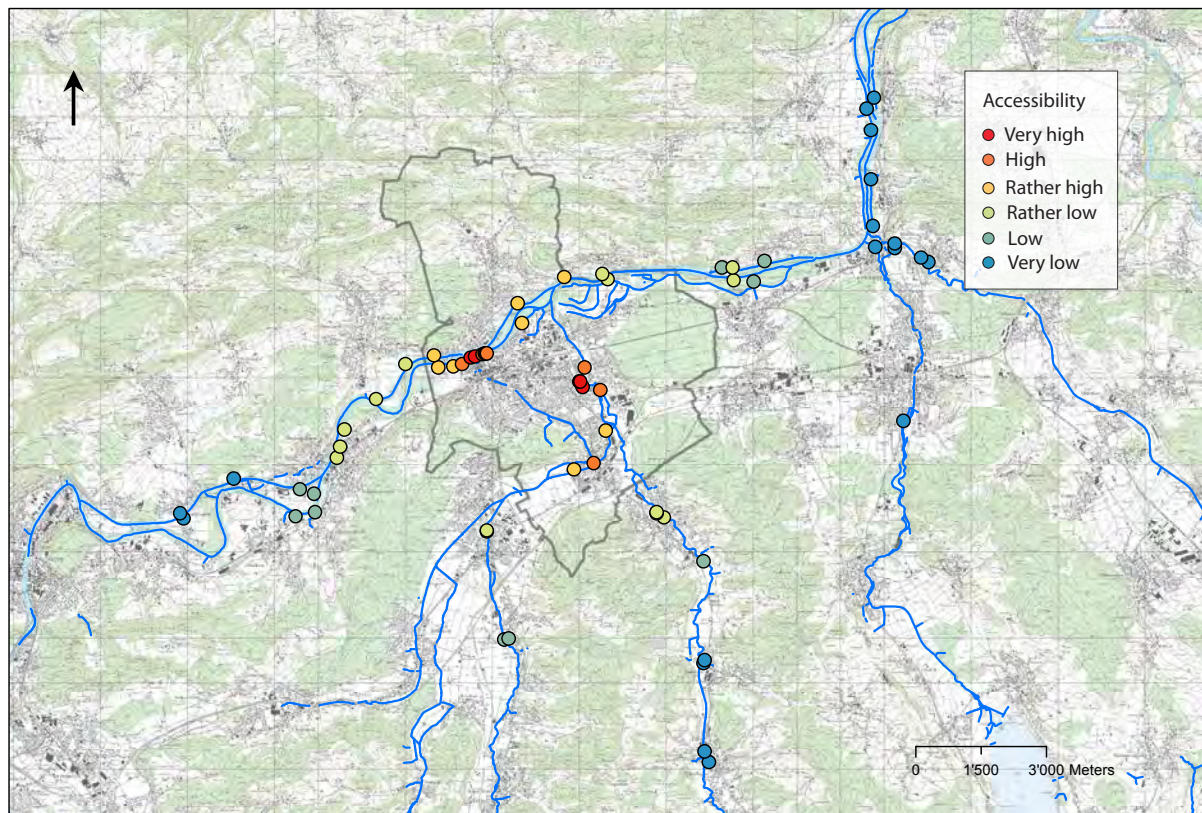 Accessibility
Very high
High
Rather high
Rather low
Low
Very low
0 1'500 3'000 Meters